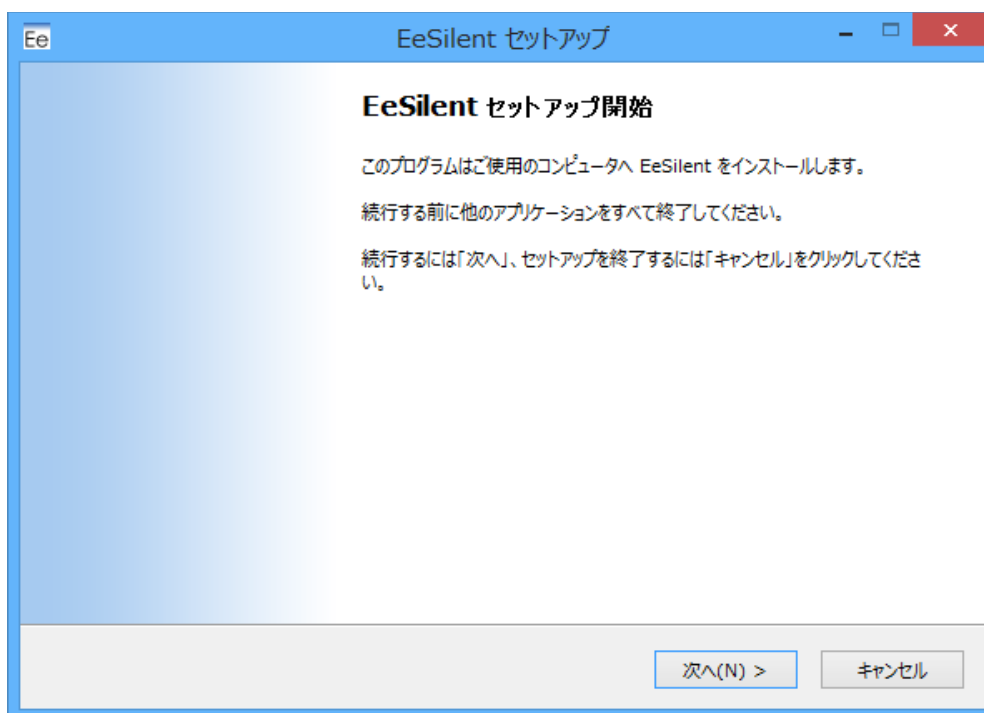 Ee EeSilent セットアップ
EeSilent セットアップ開始
このプログラムはご使用のコンピュータへ EeSilent をインストールします。
続行する前に他のアプリケーションをすべて終了してください。
続行するには「次へ」、セットアップを終了するには「キャンセル」をクリックしてくださ
い。
次へ(N) > キャンセル